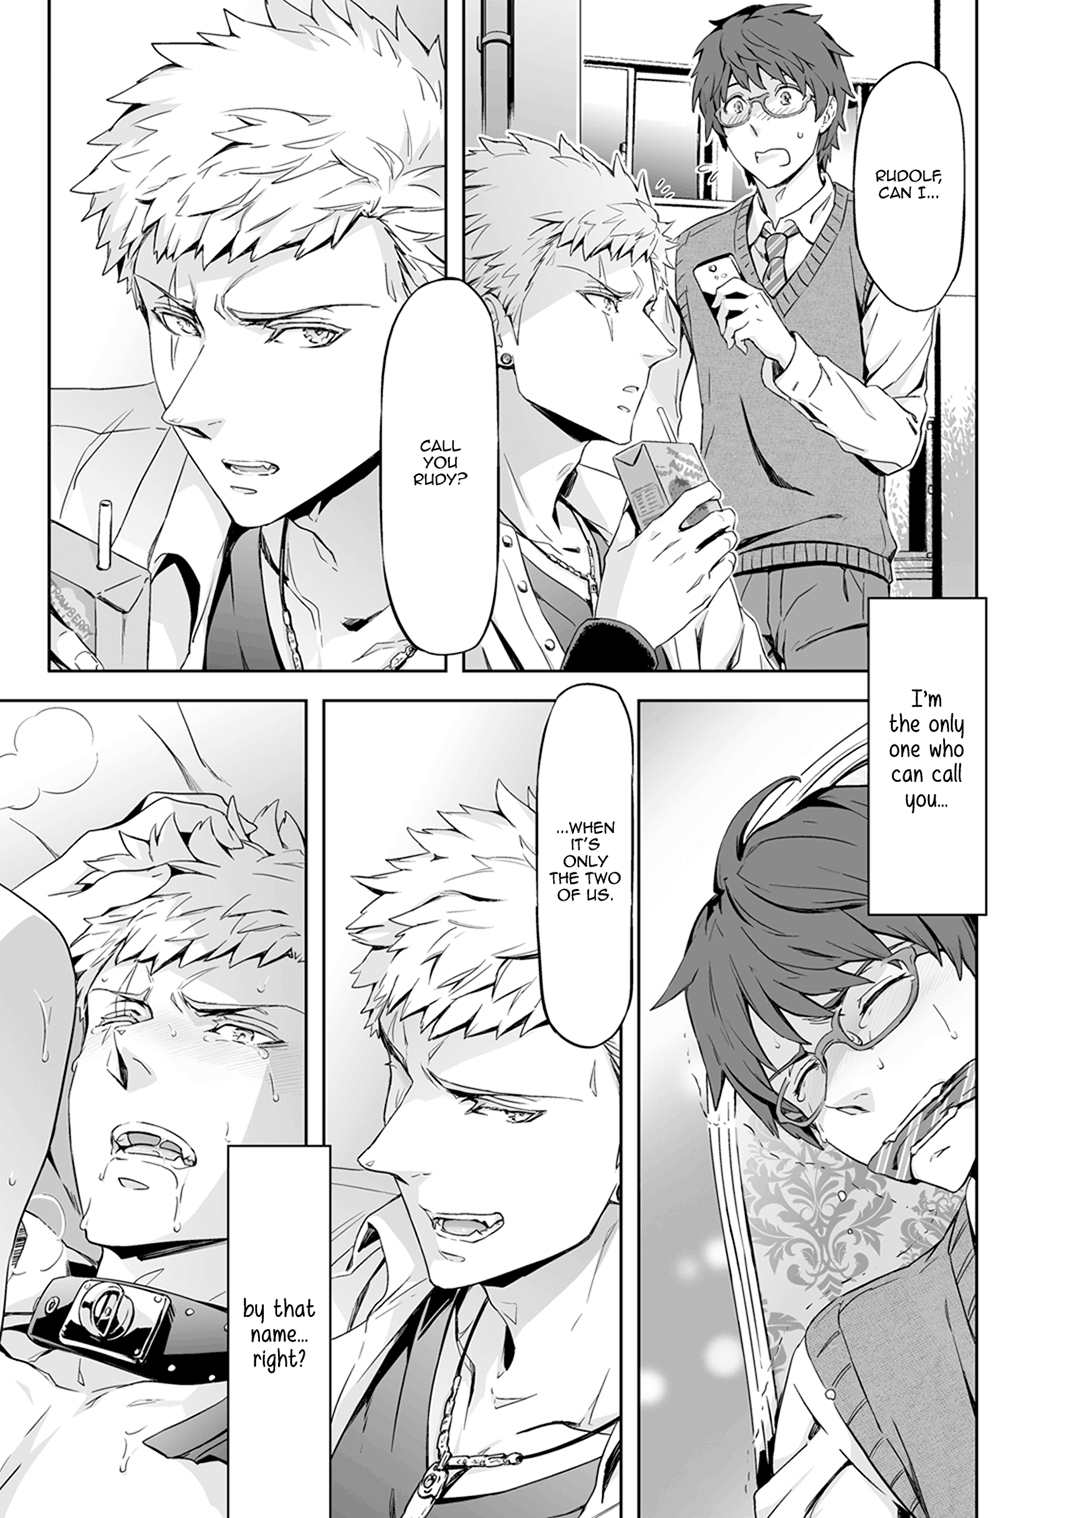 RUDOLF,
CAN I...
CALL
YOU
RUDY?
STRAWBERRY
I'm
the only
one who
can call
you...
...WHEN
IT'S
ONLY
THE TWO
OF US.
by that
name...
right?